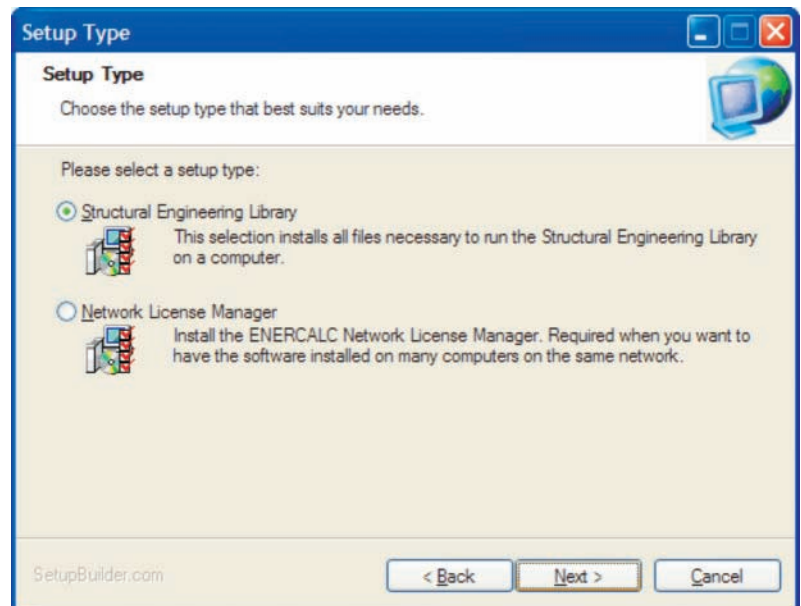 Setup Type
Setup Type
Choose the setup type that best suits your needs.
Please select a setup type:
Structural Engineering Library
This selection installs all files necessary to run the Structural Engineering Library
on a computer.
Network License Manager
Install the ENERCALC Network License Manager. Required when you want to
have the software installed on many computers on the same network.
SetupBuilder.com
< Back
Next >
Cancel